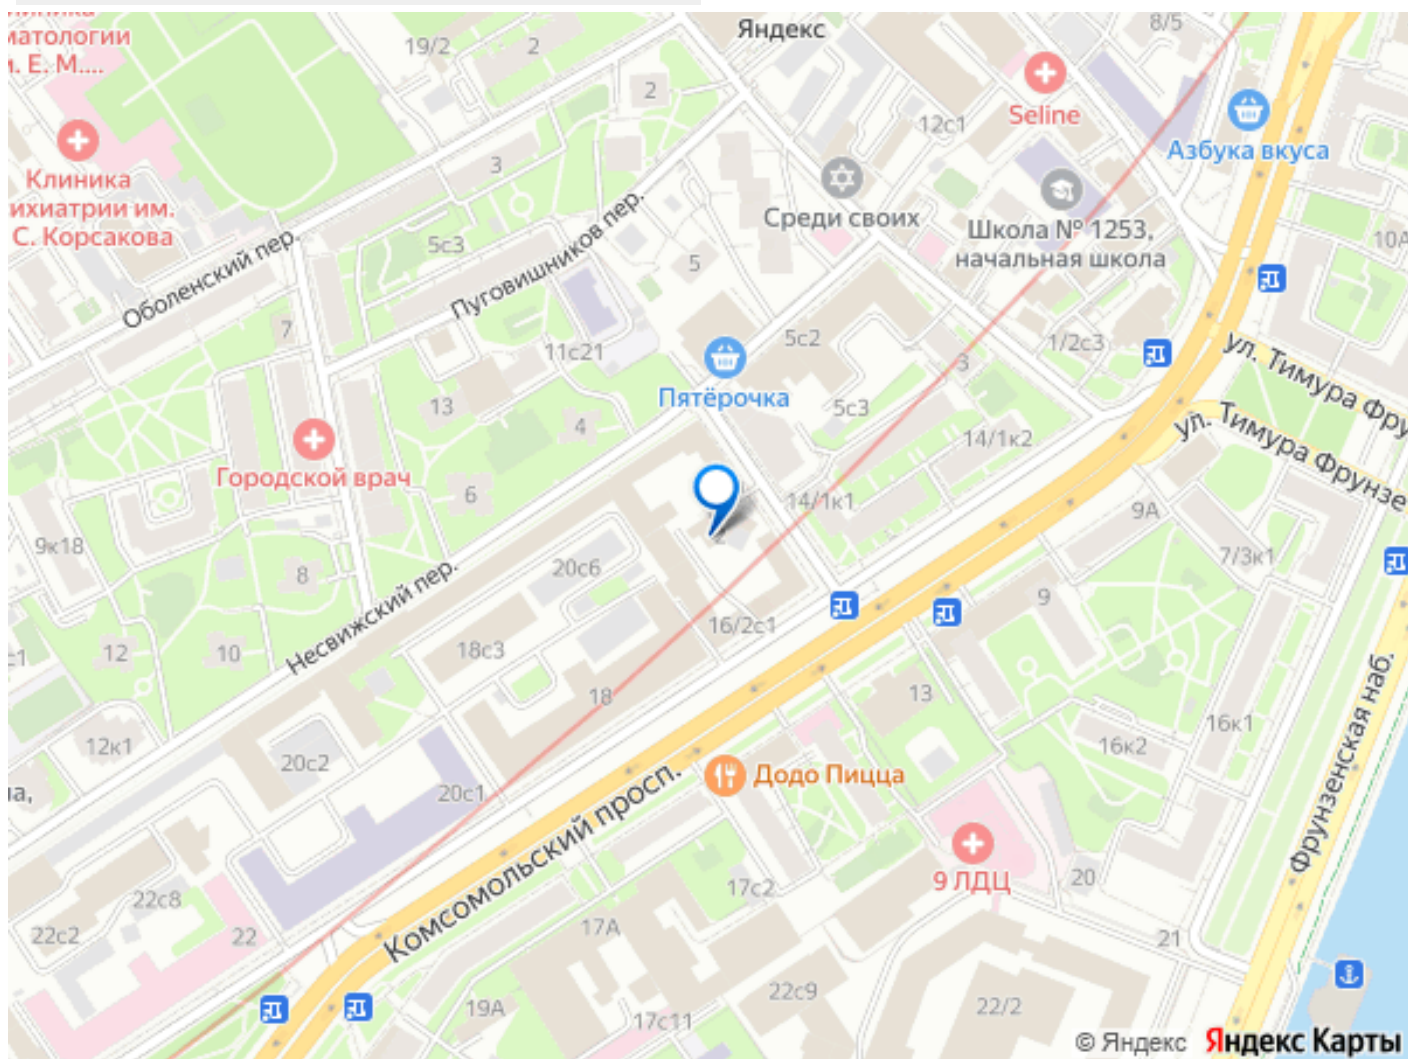 матологии
. Е. М....
19/2
2
Яндекс
8/5
2
Seline
12с1
Азбука вкуса
3
Клиника
ихиатрии им.
С. Корсакова
Среди своих
Школа № 1253,
начальная школа
10А
5с3
Оболенский пер.
Пуговишников пер.
5
7
11с21
5с2
1/2с3
ул. Тимура Фру
3
Пятёрочка
13
5с3
4
14/1к2
ул. Тимура Фрунзе
Городской врач
6
14/1к1
9А
2
9к18
7/3к1
8
20с6
Несвижский пер.
9
16/2с1
с1
12
10
18с3
13
18
Фрунзенская наб.
16к1
12к1
16к2
20с2
Додо Пицца
20с1
Комсомольский просп.
а,
9 ЛДЦ
20
17с2
22с8
22с2
22
17А
21
22с9
22/2
19А
17с11
© Яндекс Яндекс Карты